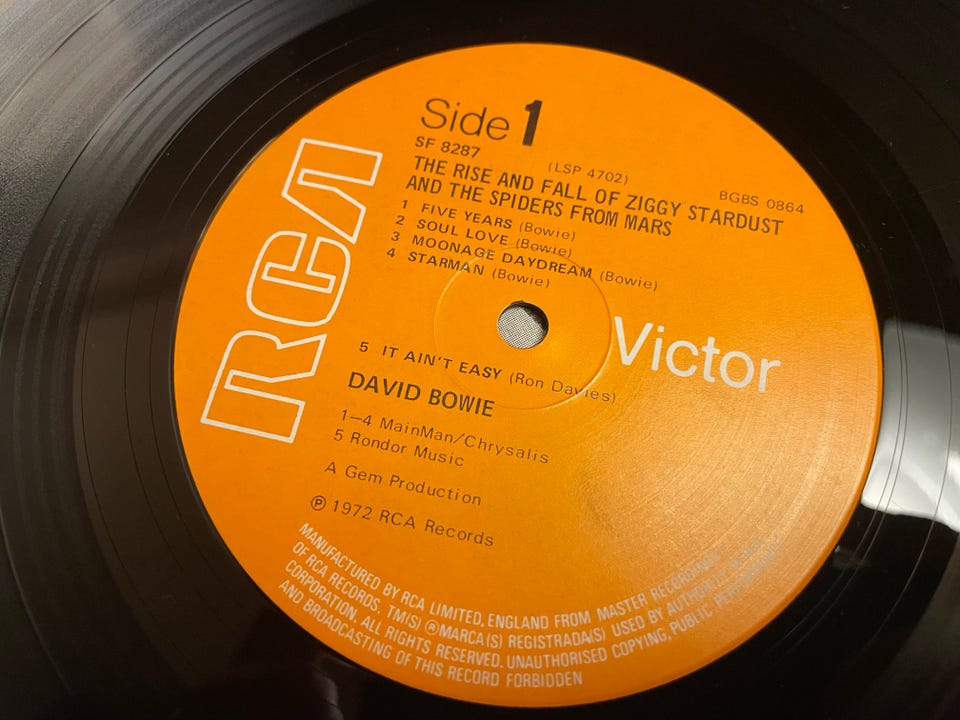 Side 1
SF 8287
(LSP 4702)
BGBS 0864
THE RISE AND FALL OF ZIGGY STARDUST
AND THE SPIDERS FROM MARS
1 FIVE YEARS (Bowie)
2 SOUL LOVE (Bowie)
3 MOONAGE DAYDREAM (Bowie)
4 STARMAN (Bowie)
RCA
Victor
5 IT AIN'T EASY (Ron Davies)
DAVID BOWIE
1–4 MainMan/Chrysalis
5 Rondor Music
A Gem Production
℗ 1972 RCA Records
MANUFACTURED BY RCA LIMITED, ENGLAND FROM MASTER RECORDINGS
OF RCA RECORDS, TM(S) ®MARCA(S) REGISTRADA(S) USED BY AUTHORITY
CORPORATION. ALL RIGHTS RESERVED. UNAUTHORISED COPYING, PUBLIC
AND BROADCASTING OF THIS RECORD FORBIDDEN